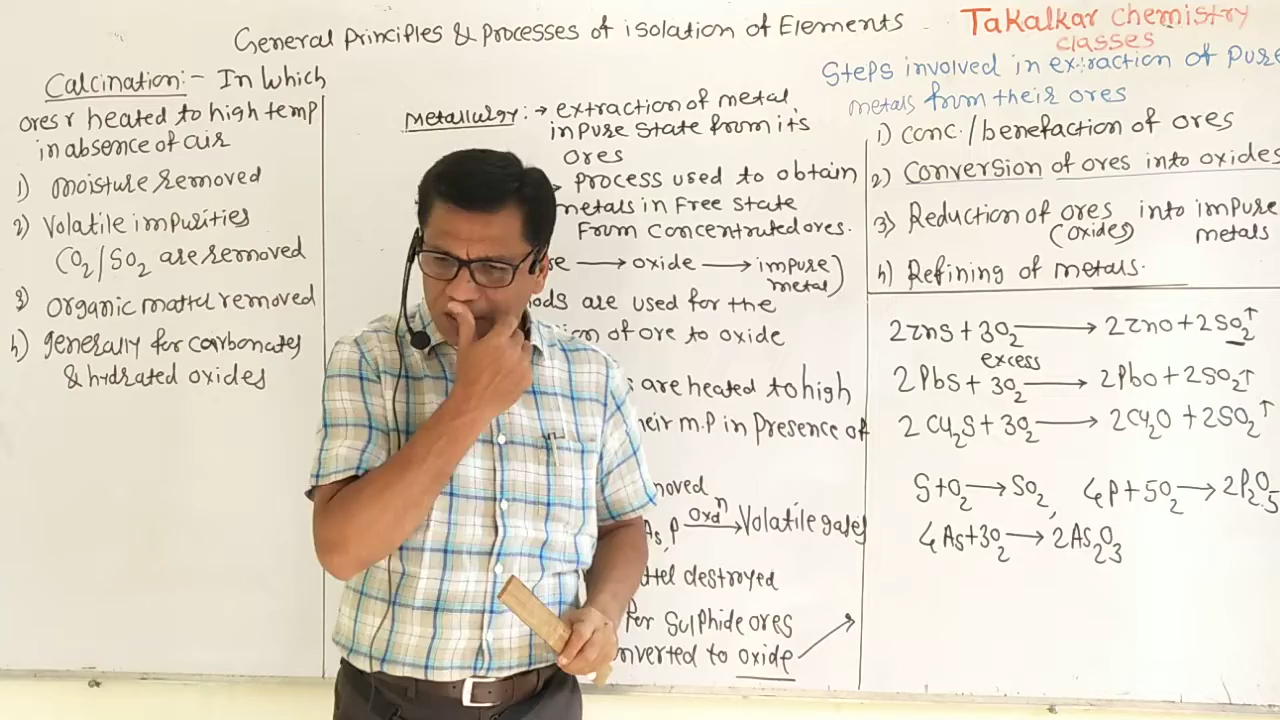 General Principles & Processes of isolation of Elements
Takalkar chemistry
classes
Calcination:- In which
ores r heated to high temp
in absence of air
1) moisture removed
2) Volatile impurities
CO2/SO2 are removed
3) Organic matter removed
4) generally for carbonates
& hydrated oxides
Metallurgy:→ extraction of metal
in pure state from its
ores
Process used to obtain
metals in Free State
From concentrated ores.
→ oxide → impure)
metal
are used for the
of ore to oxide
are heated to high
M.P in Presence of
As, P Oxdn→ Volatile gases
destroyed
Sulphide ores
to oxide
Steps involved in extraction of pure
metals from their ores
1) Conc./benefaction of ores
2) Conversion of ores into oxides
3) Reduction of ores into impure
(oxides) metals
4) Refining of metals.
2ZnS + 3O2 → 2ZnO + 2SO2↑
excess
2PbS + 3O2 → 2PbO + 2SO2↑
2Cu2S + 3O2 → 2Cu2O + 2SO2↑
S+O2 → SO2, 4P+5O2 → 2P2O5
4As+3O2 → 2As2O3